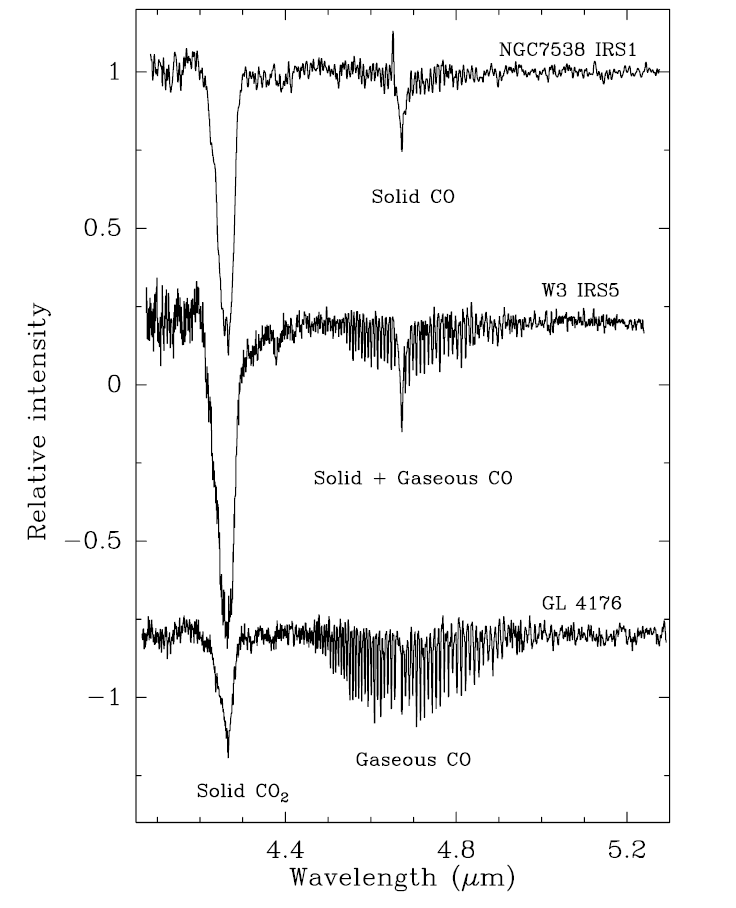 NGC7538 IRS1
1
Solid CO
0.5
W3 IRS5
0
Solid + Gaseous CO
−0.5
GL 4176
−1
Gaseous CO
Solid CO₂
4.4 4.8 5.2
Wavelength (μm)
Relative intensity